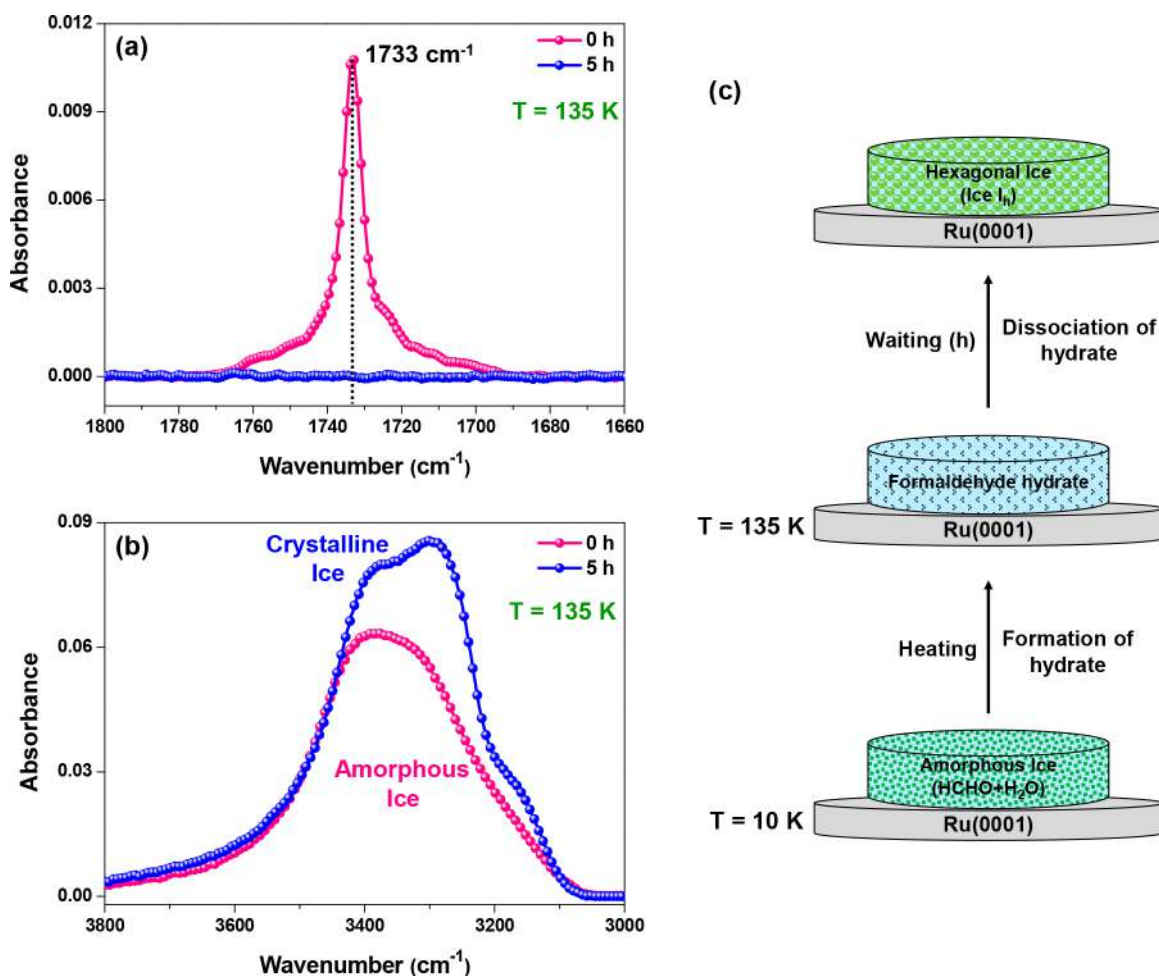 (a)
0.012
0.009
0.006
0.003
0.000
Absorbance
1733 cm⁻¹
0 h
5 h
T = 135 K
1800 1780 1760 1740 1720 1700 1680 1660
Wavenumber (cm⁻¹)
(b)
0.09
0.06
0.03
0.00
Absorbance
Crystalline
Ice
0 h
5 h
T = 135 K
Amorphous
Ice
3800 3600 3400 3200 3000
Wavenumber (cm⁻¹)
(c)
Hexagonal Ice
(Ice Iₕ)
Ru(0001)
Waiting (h)
Dissociation of
hydrate
Formaldehyde hydrate
T = 135 K
Ru(0001)
Heating
Formation of
hydrate
Amorphous Ice
(HCHO+H₂O)
T = 10 K
Ru(0001)